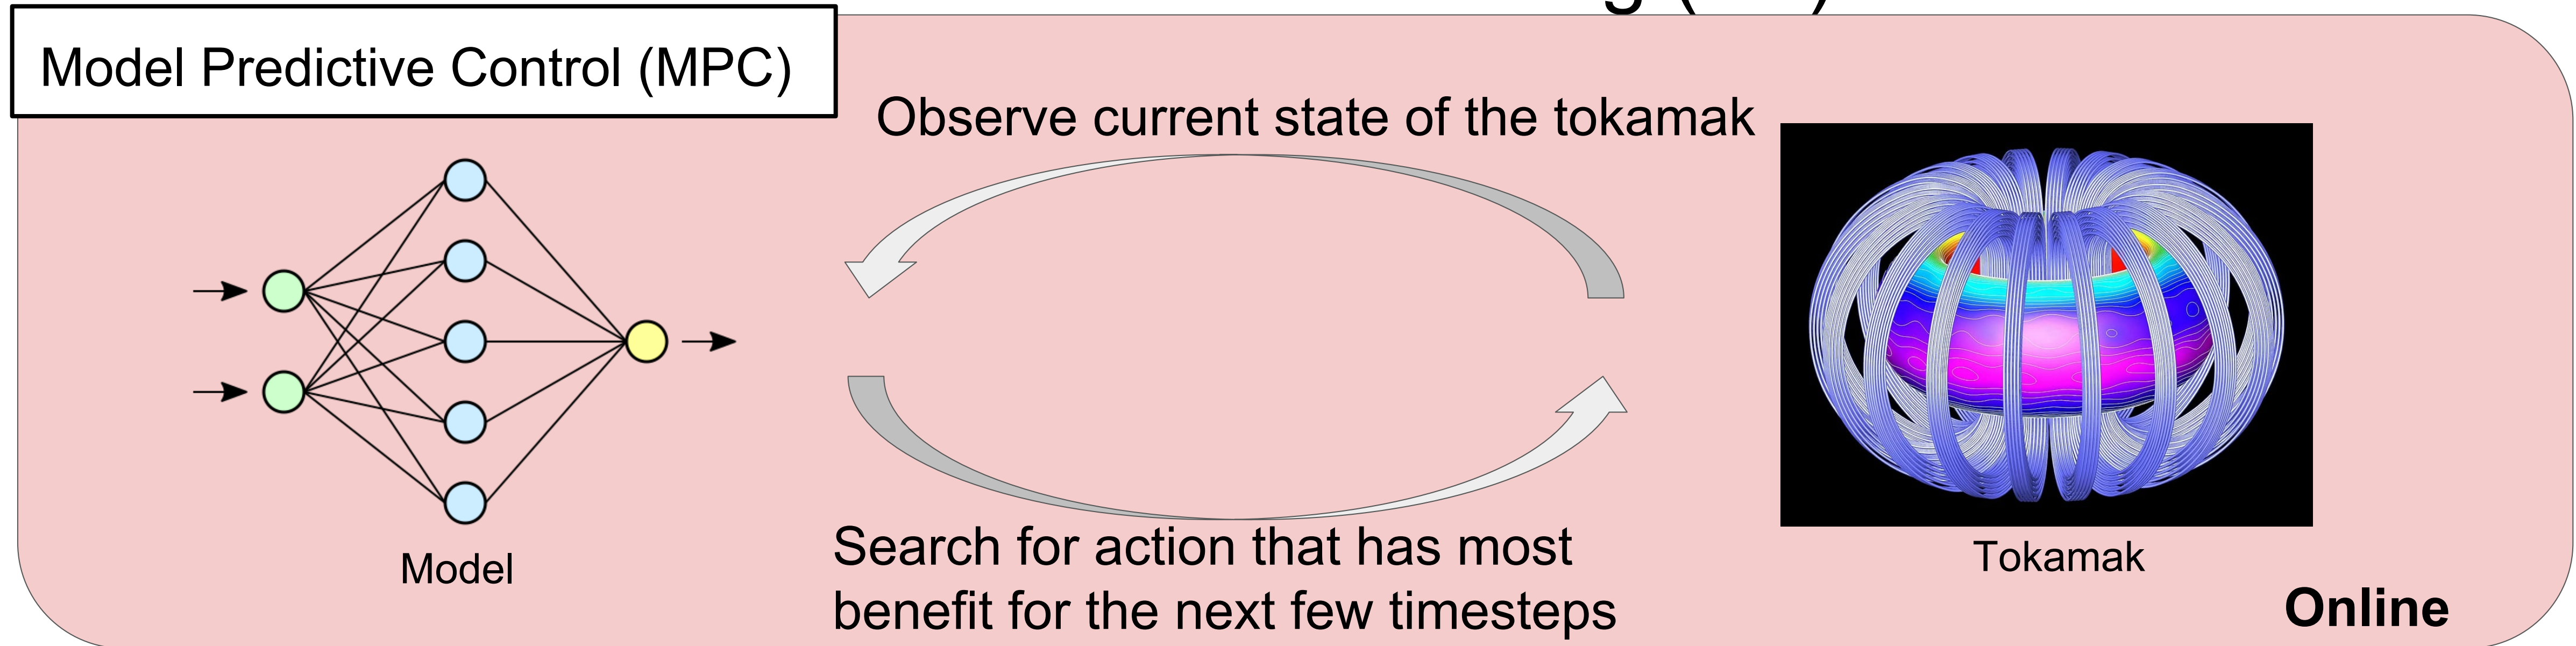 Model Predictive Control (MPC)
Observe current state of the tokamak
Model
Search for action that has most
benefit for the next few timesteps
Tokamak
Online